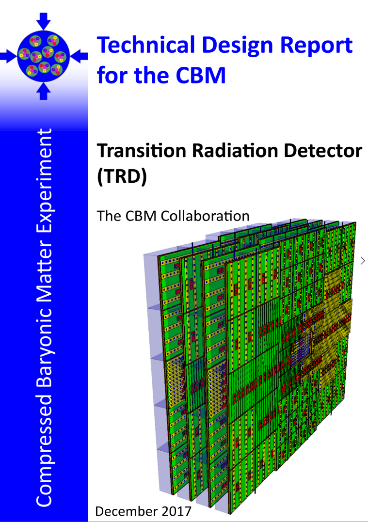 Technical Design Report
for the CBM
Transition Radiation Detector
(TRD)
The CBM Collaboration
Compressed Baryonic Matter Experiment
December 2017